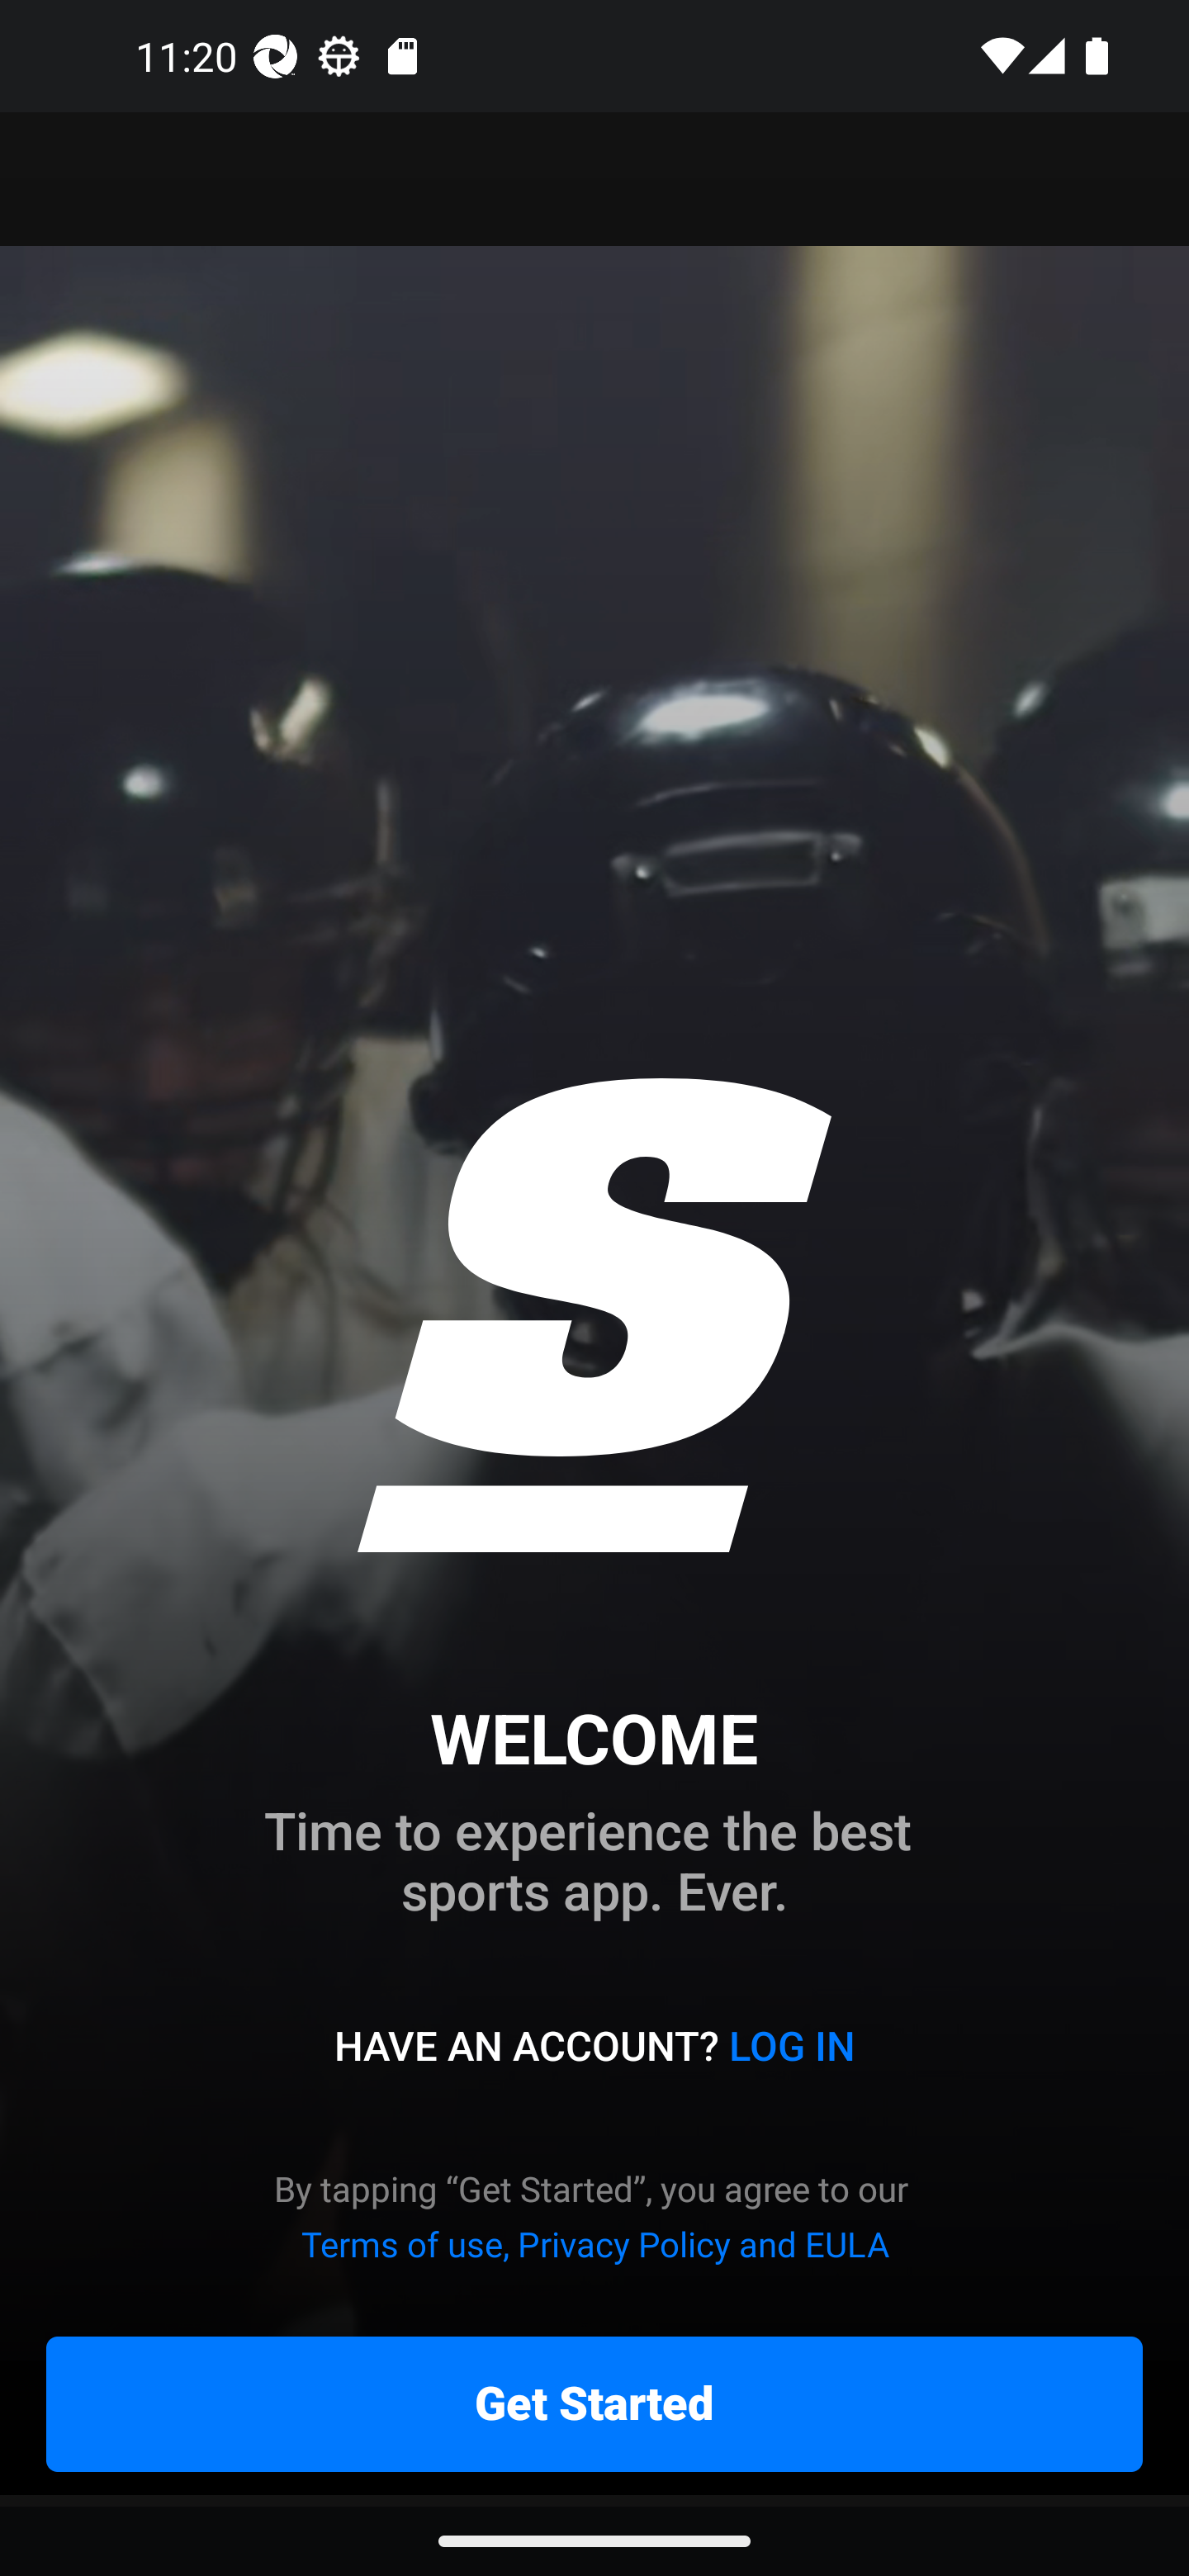 11:20
S
WELCOME
Time to experience the best
sports app. Ever.
HAVE AN ACCOUNT? LOG IN
By tapping “Get Started”, you agree to our
Terms of use, Privacy Policy and EULA
Get Started